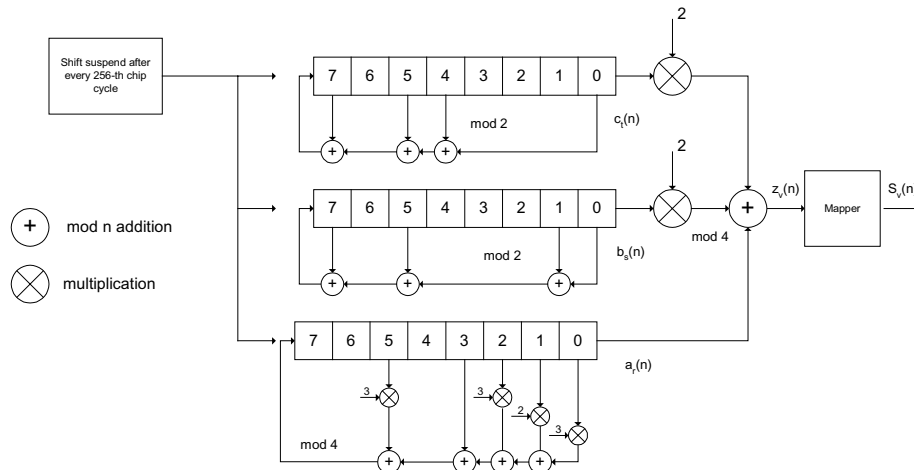 2
Shift suspend after
every 256-th chip
cycle
7 6 5 4 3 2 1 0
mod 2
c_t(n)
+ + +
2
7 6 5 4 3 2 1 0
z_v(n)
S_v(n)
+
Mapper
+ mod n addition
mod 2
b_s(n)
mod 4
multiplication
+ + +
7 6 5 4 3 2 1 0
a_r(n)
3
3
2
3
mod 4
+ + + +